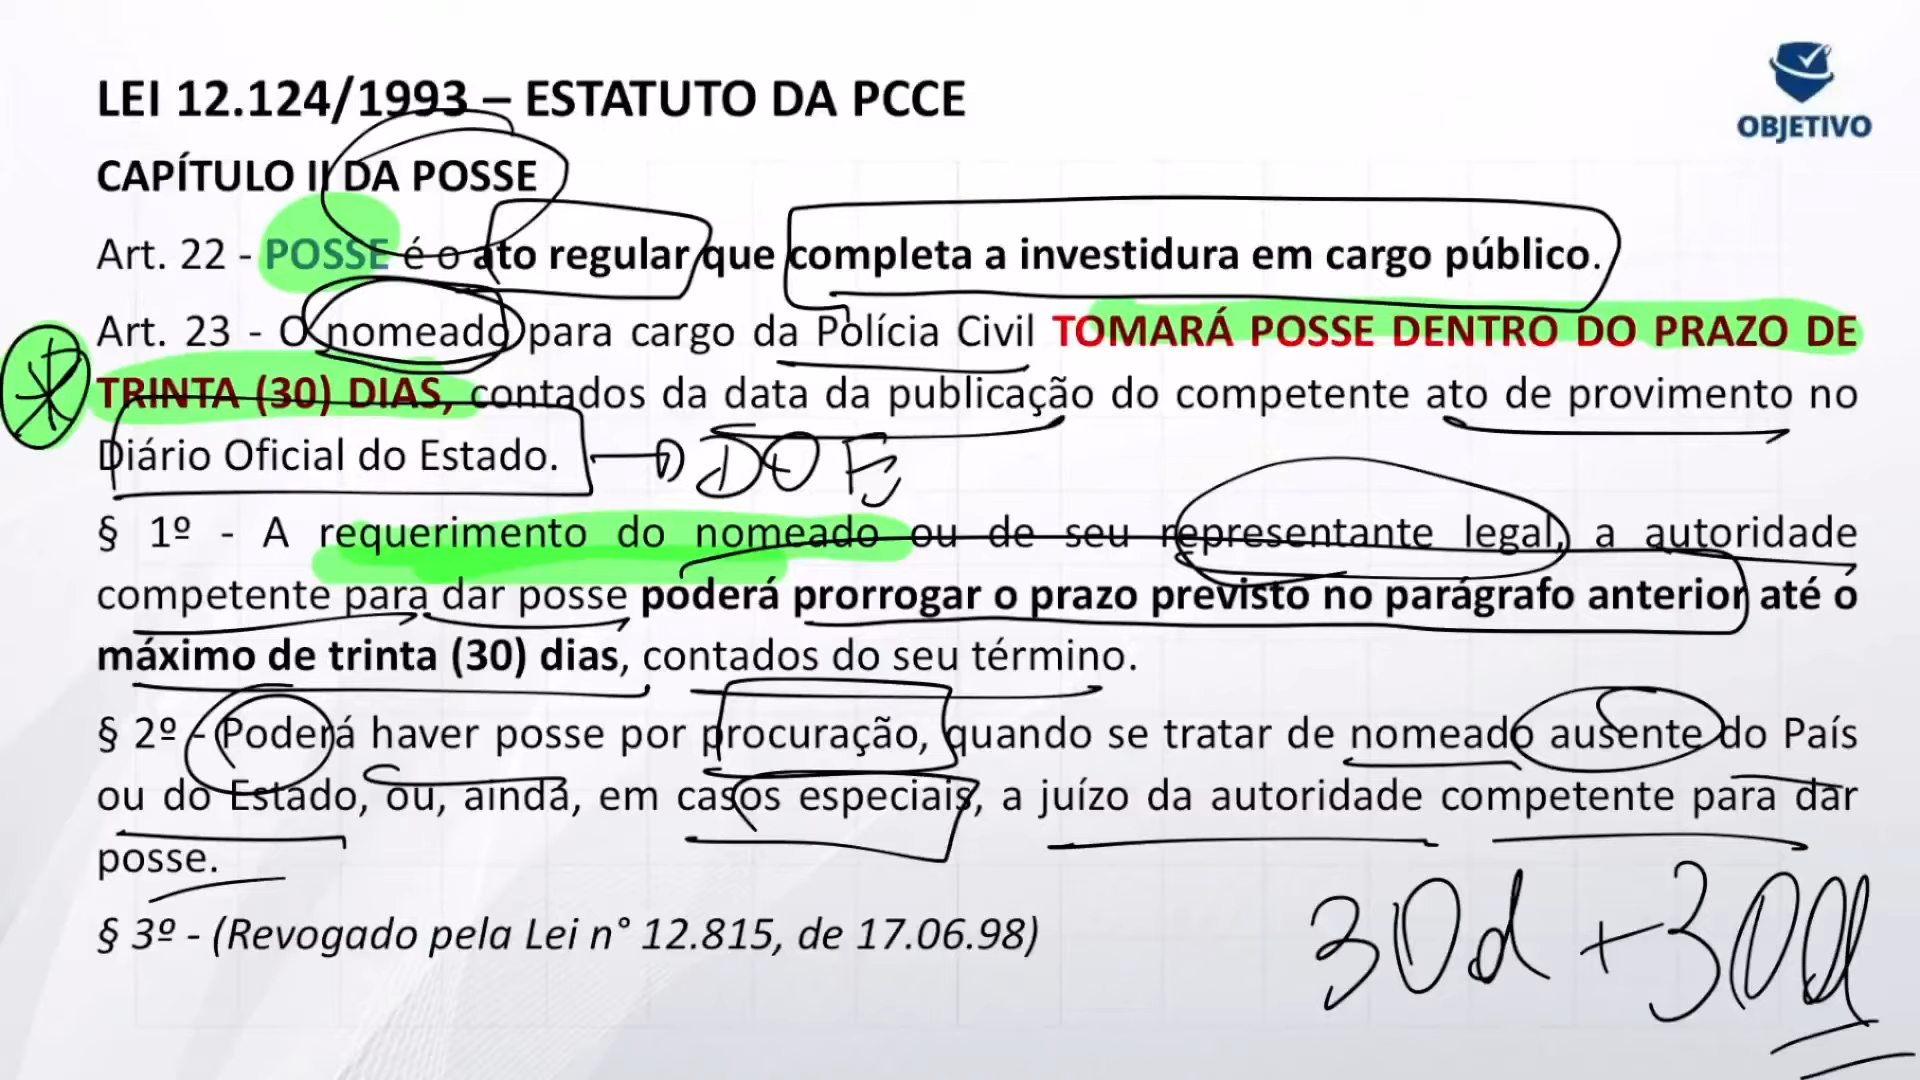 LEI 12.124/1993 – ESTATUTO DA PCCE
OBJETIVO
CAPÍTULO II DA POSSE
Art. 22 - POSSE é o ato regular que completa a investidura em cargo público.
Art. 23 - O nomeado para cargo da Polícia Civil TOMARÁ POSSE DENTRO DO PRAZO DE
TRINTA (30) DIAS, contados da data da publicação do competente ato de provimento no
Diário Oficial do Estado.
DOE
§ 1º - A requerimento do nomeado ou de seu representante legal, a autoridade
competente para dar posse poderá prorrogar o prazo previsto no parágrafo anterior até o
máximo de trinta (30) dias, contados do seu término.
§ 2º - Poderá haver posse por procuração, quando se tratar de nomeado ausente do País
ou do Estado, ou, ainda, em casos especiais, a juízo da autoridade competente para dar
posse.
§ 3º - (Revogado pela Lei n° 12.815, de 17.06.98)
30d + 30d